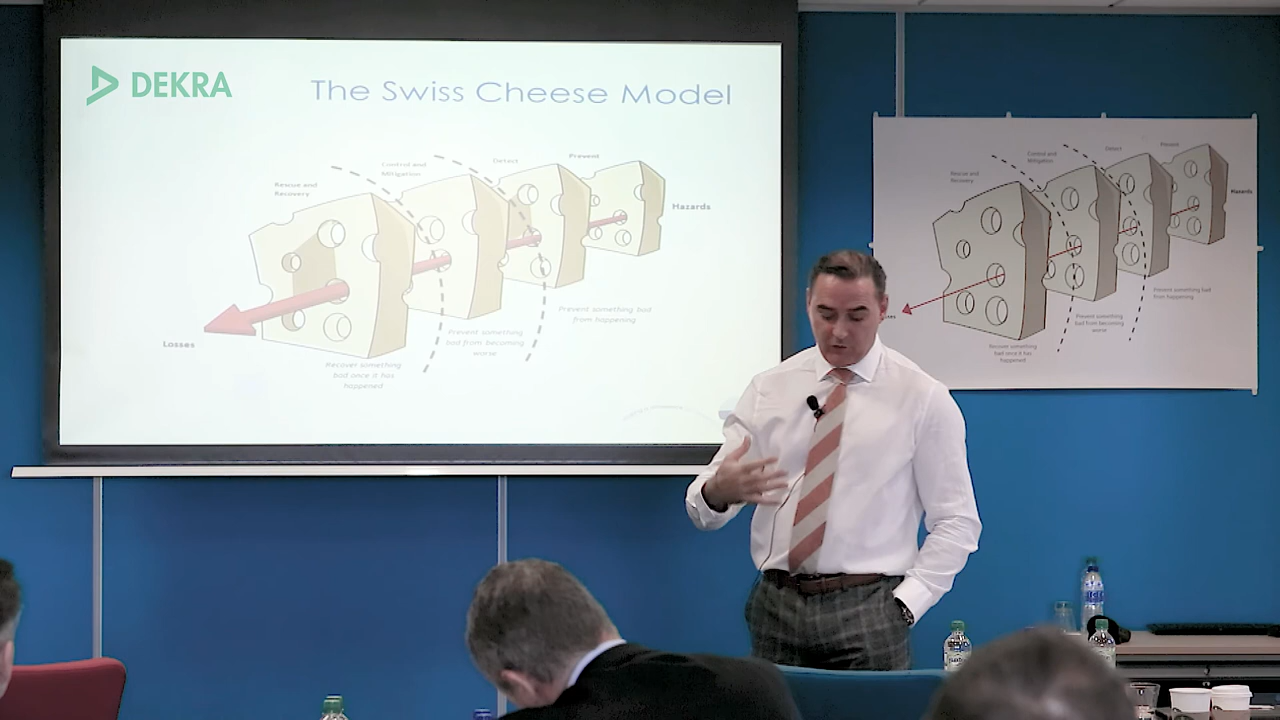 DEKRA
The Swiss Cheese Model
Prevent
Detect
Control and
Mitigation
Rescue and
Recovery
Hazards
Losses
Prevent something bad
from happening
Prevent something
bad from becoming
worse
Recover something
bad once it has
happened
Prevent
Detect
Control and
Mitigation
Rescue and
Recovery
Hazards
Prevent something bad
from happening
Prevent something
bad from becoming
worse
Recover something
bad once it has
happened